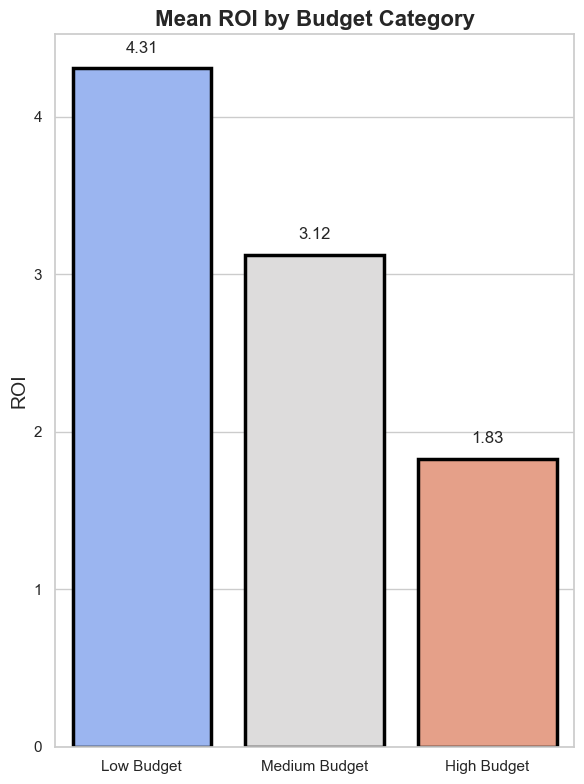 Mean ROI by Budget Category
4.31
3.12
1.83
4
3
2
1
0
ROI
Low Budget
Medium Budget
High Budget